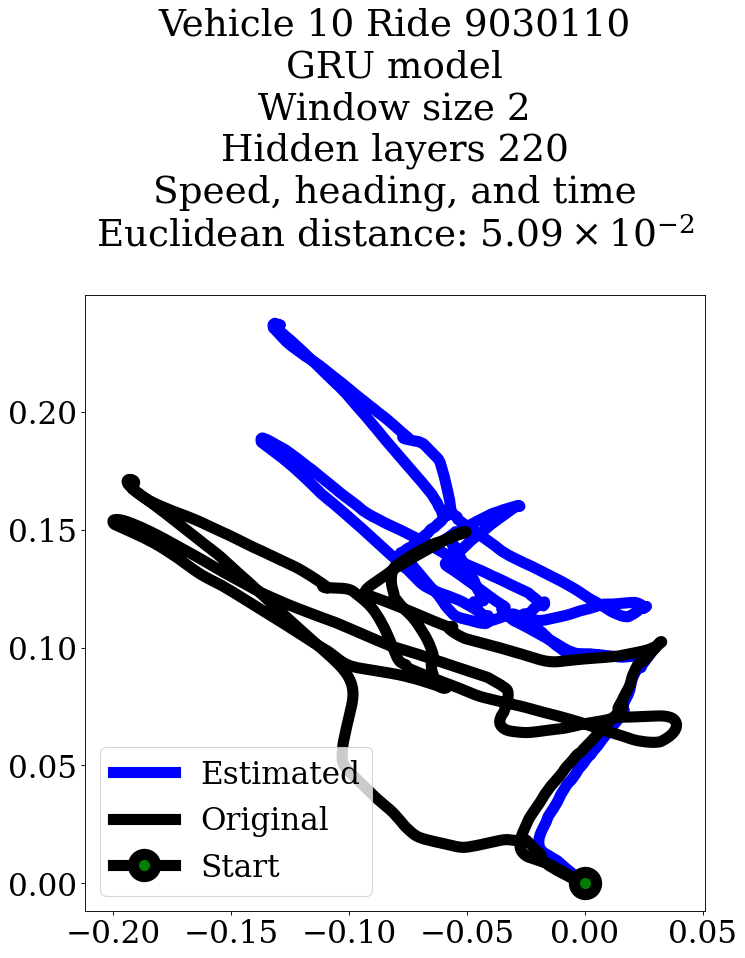 Vehicle 10 Ride 9030110
GRU model
Window size 2
Hidden layers 220
Speed, heading, and time
Euclidean distance: 5.09 × 10⁻²
0.20
0.15
0.10
0.05
0.00
Estimated
Original
Start
−0.20 −0.15 −0.10 −0.05 0.00 0.05